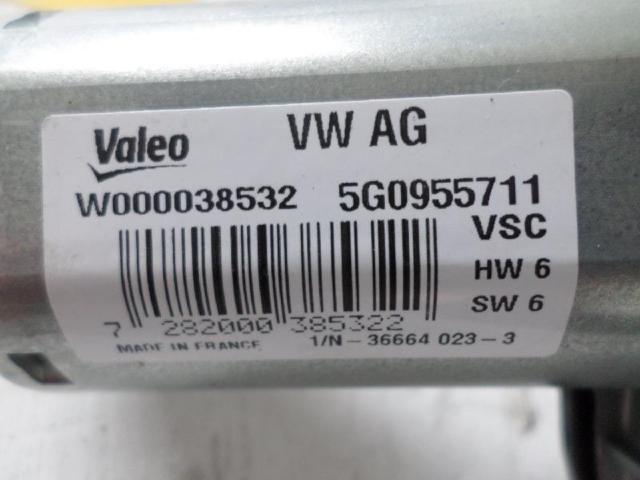 Valeo VW AG
W000038532 5G0955711
VSC
HW 6
SW 6
7 282000 385322
MADE IN FRANCE 1/N - 36664 023 - 3